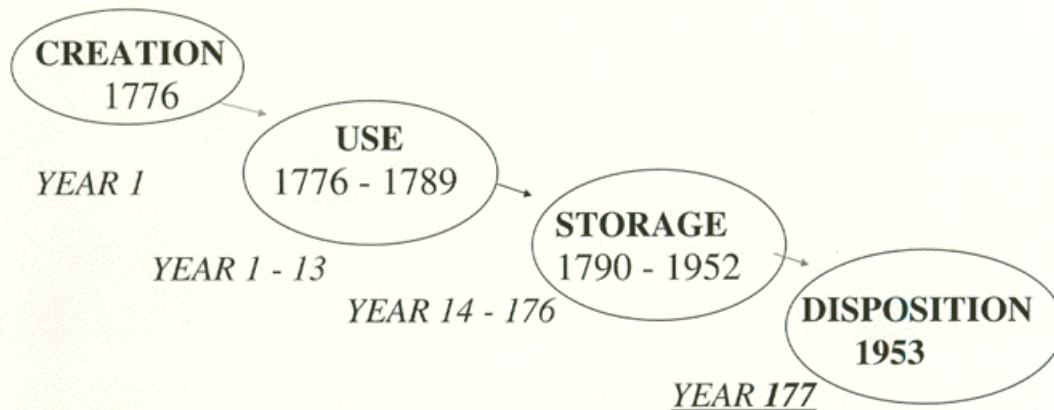 CREATION
1776
YEAR 1
USE
1776 - 1789
YEAR 1 - 13
STORAGE
1790 - 1952
YEAR 14 - 176
DISPOSITION
1953
YEAR 177